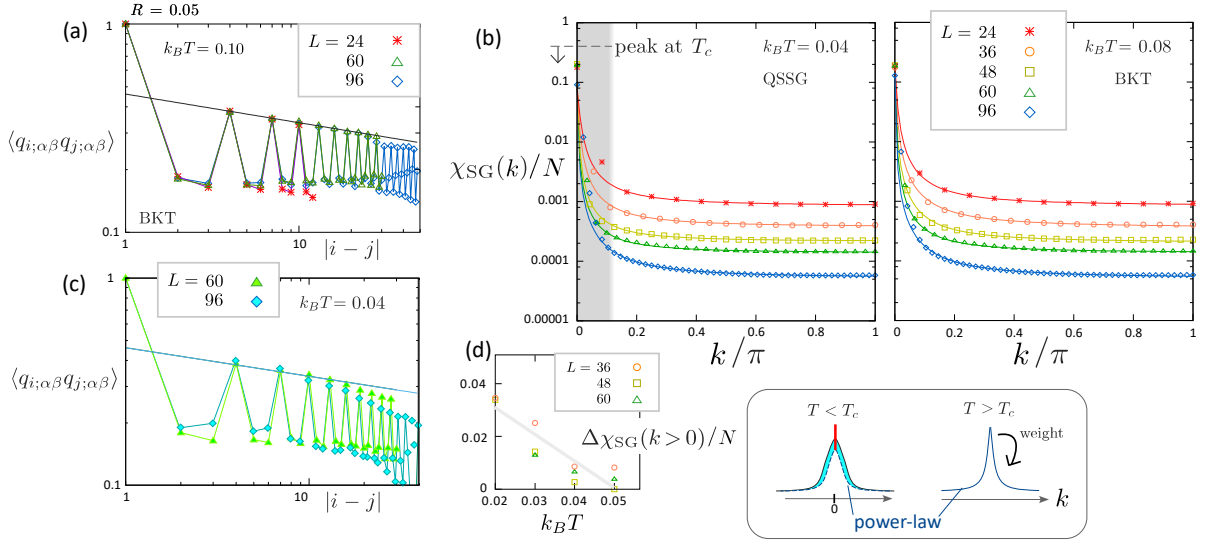 (a)
R = 0.05
k_BT = 0.10
L = 24
60
96
1
⟨q_{i;αβ}q_{j;αβ}⟩
BKT
0.1
1
10
|i − j|
(b)
peak at T_c
k_BT = 0.04
QSSG
1
0.1
0.01
0.001
0.0001
0.00001
χ_SG(k)/N
0
0.2
0.4
0.6
0.8
1
k/π
L = 24
36
48
60
96
k_BT = 0.08
BKT
0
0.2
0.4
0.6
0.8
1
k/π
(c)
L = 60
96
k_BT = 0.04
1
⟨q_{i;αβ}q_{j;αβ}⟩
0.1
1
10
|i − j|
(d)
L = 36
48
60
0.04
0.02
0
Δχ_SG(k>0)/N
0.02
0.03
0.04
0.05
k_BT
T < T_c
T > T_c
weight
0
k
power-law